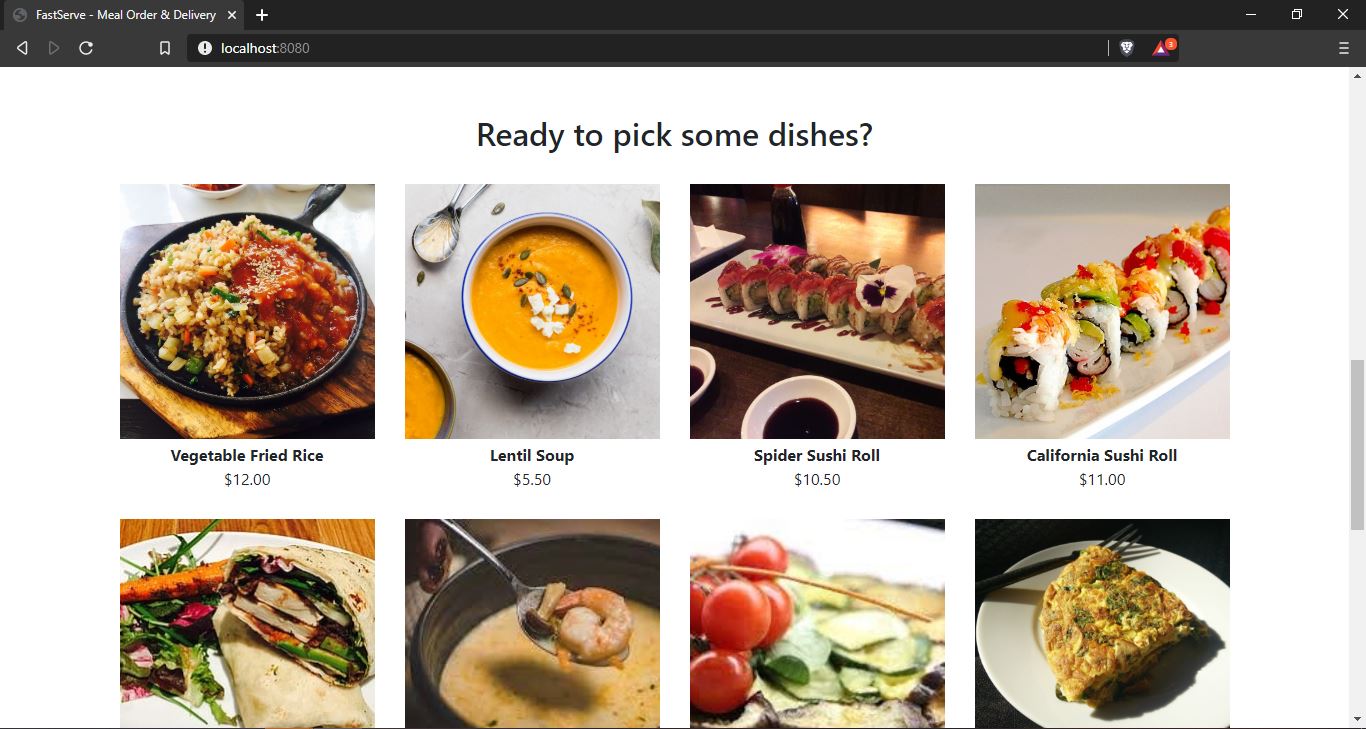 FastServe - Meal Order & Delivery
localhost:8080
3
Ready to pick some dishes?
Vegetable Fried Rice
$12.00
Lentil Soup
$5.50
Spider Sushi Roll
$10.50
California Sushi Roll
$11.00